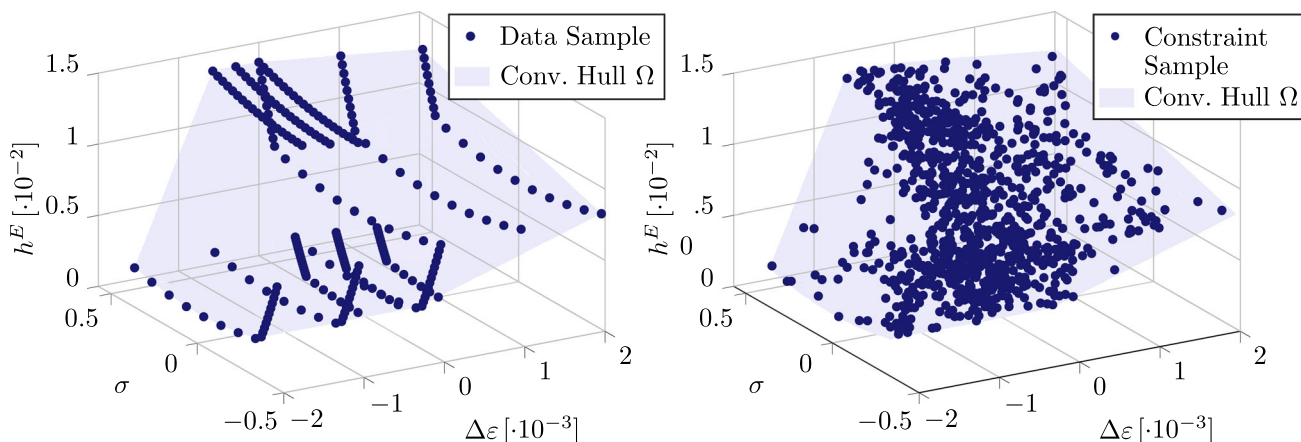 Data Sample
Conv. Hull Ω
1.5
1
0.5
0
h^E [·10^−2]
0.5
0
−0.5
σ
−2
−1
0
1
2
Δε [·10^−3]
Constraint
Sample
Conv. Hull Ω
1.5
1
.5
0
0
h^E [·10^−2]
0.5
0
−0.5
σ
−2
−1
0
1
2
Δε [·10^−3]